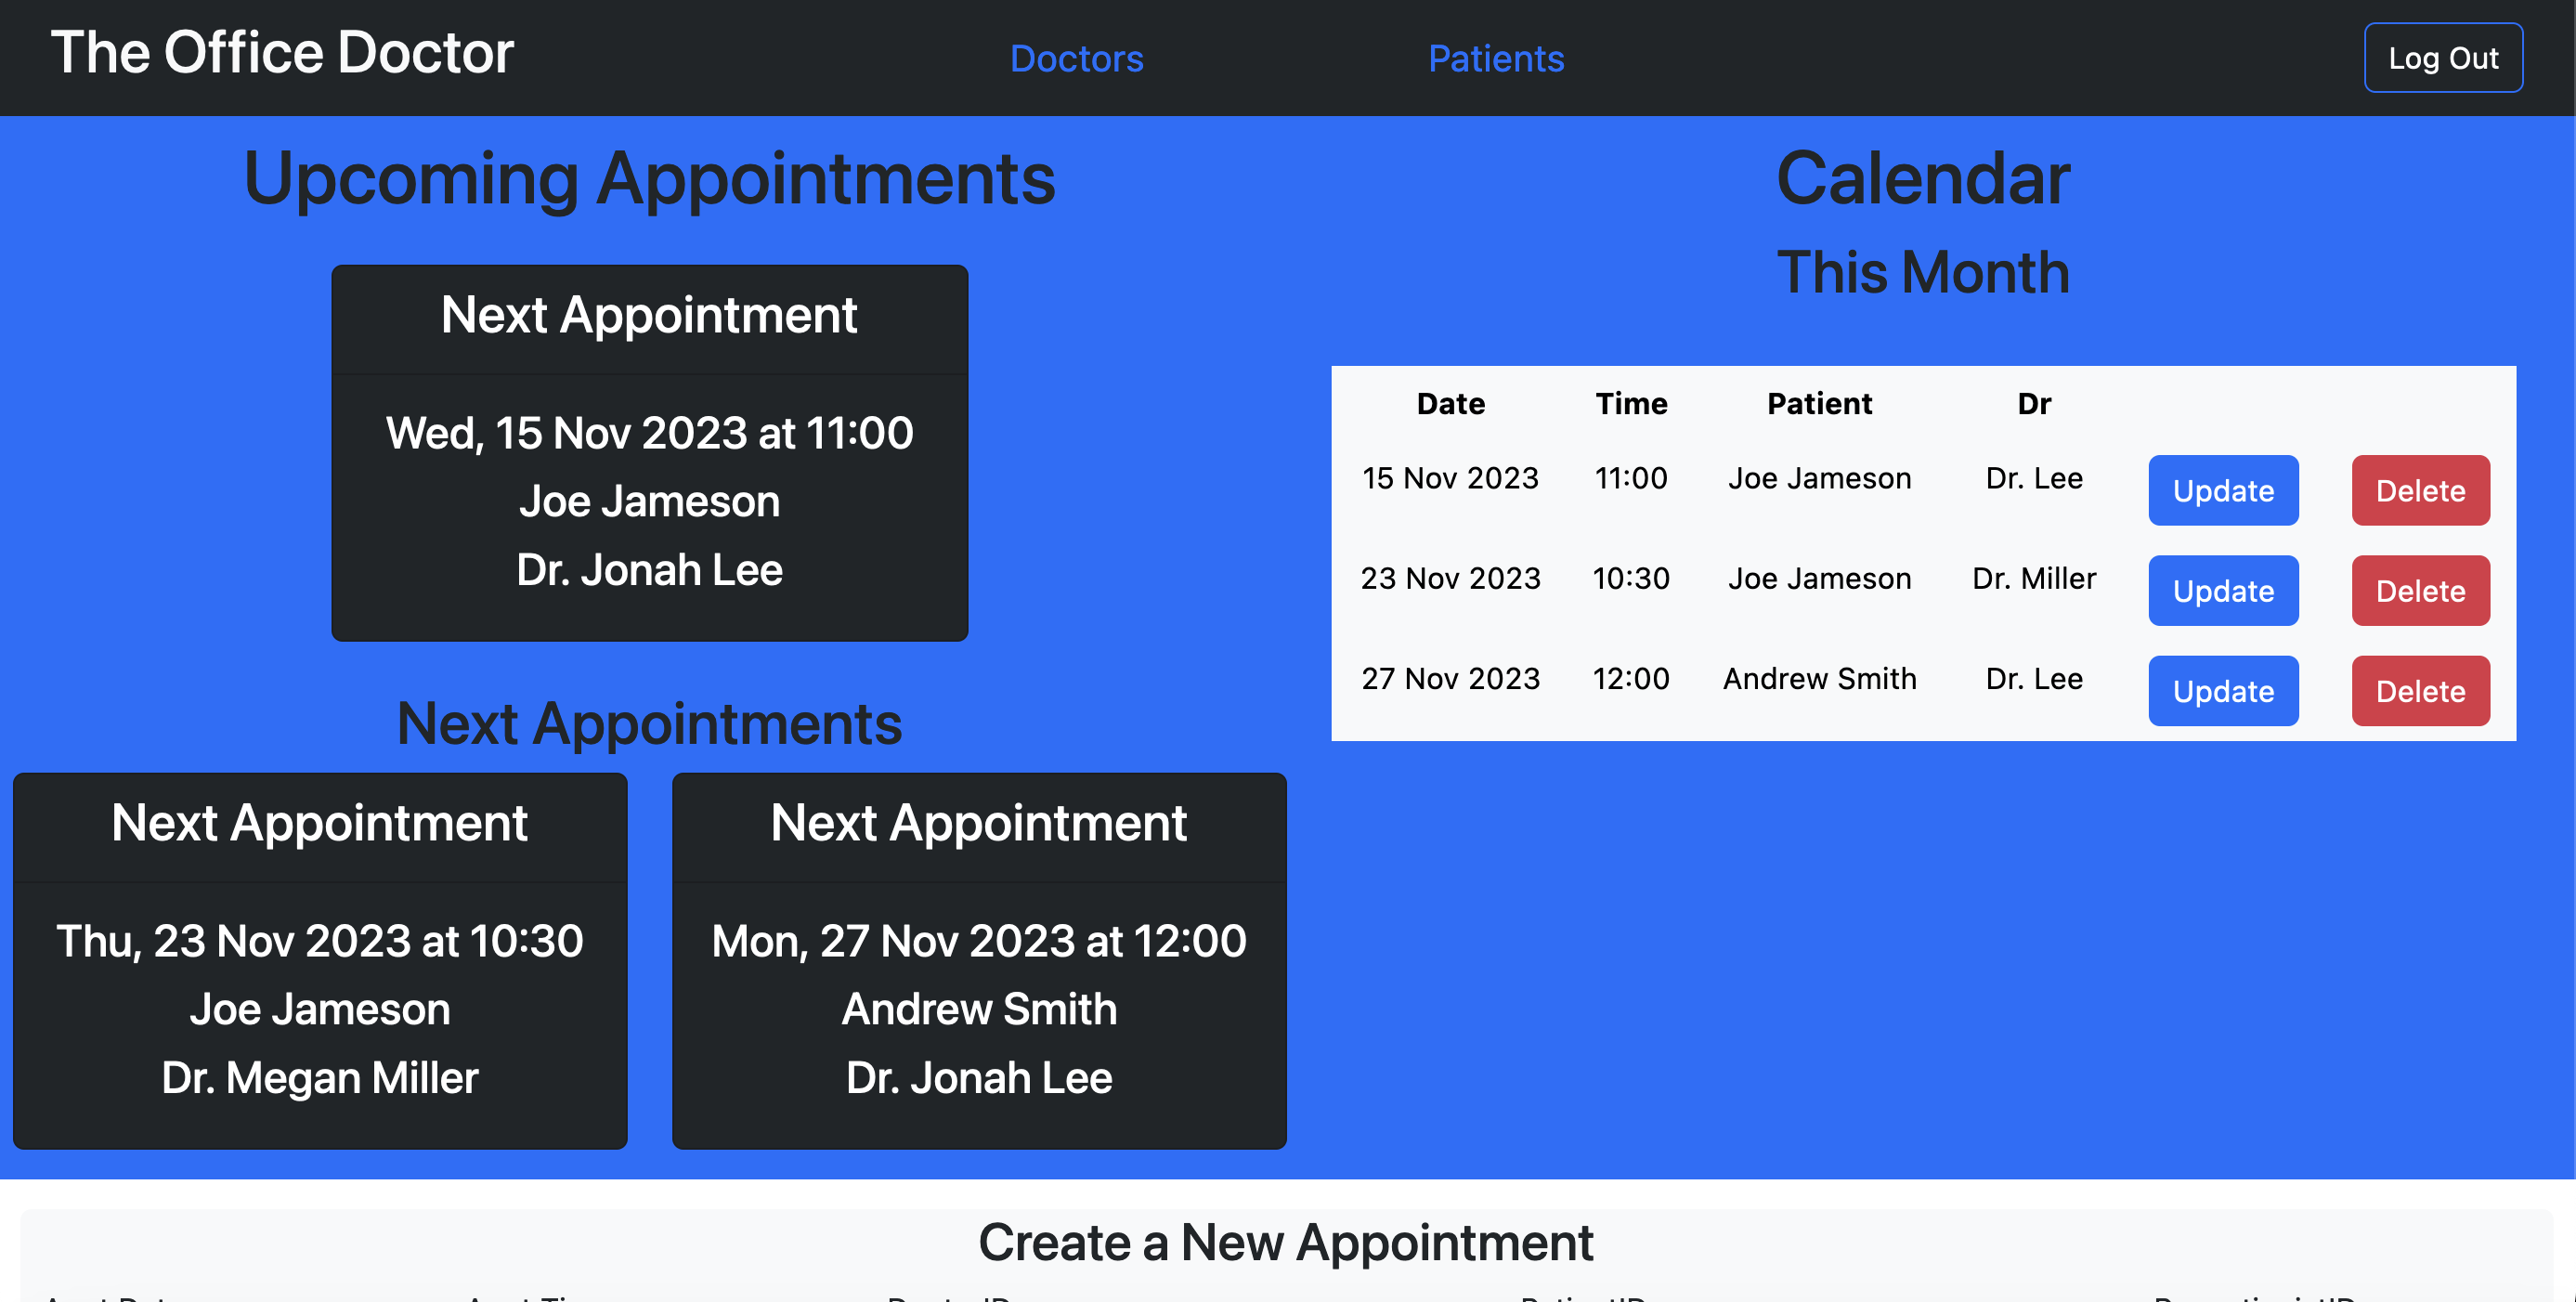 The Office Doctor
Doctors
Patients
Log Out
Upcoming Appointments
Next Appointment
Wed, 15 Nov 2023 at 11:00
Joe Jameson
Dr. Jonah Lee
Next Appointments
Next Appointment
Thu, 23 Nov 2023 at 10:30
Joe Jameson
Dr. Megan Miller
Next Appointment
Mon, 27 Nov 2023 at 12:00
Andrew Smith
Dr. Jonah Lee
Calendar
This Month
Date Time Patient Dr
15 Nov 2023 11:00 Joe Jameson Dr. Lee Update Delete
23 Nov 2023 10:30 Joe Jameson Dr. Miller Update Delete
27 Nov 2023 12:00 Andrew Smith Dr. Lee Update Delete
Create a New Appointment